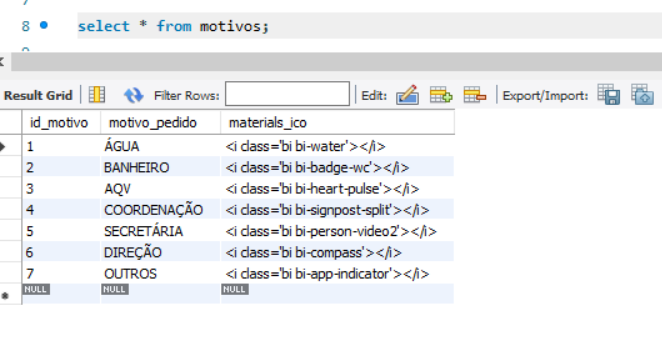 8 select * from motivos;
Result Grid Filter Rows: Edit: Export/Import:
id_motivo motivo_pedido materials_ico
1 ÁGUA <i class='bi bi-water'></i>
2 BANHEIRO <i class='bi bi-badge-wc'></i>
3 AQV <i class='bi bi-heart-pulse'></i>
4 COORDENAÇÃO <i class='bi bi-signpost-split'></i>
5 SECRETÁRIA <i class='bi bi-person-video2'></i>
6 DIREÇÃO <i class='bi bi-compass'></i>
7 OUTROS <i class='bi bi-app-indicator'></i>
NULL NULL NULL